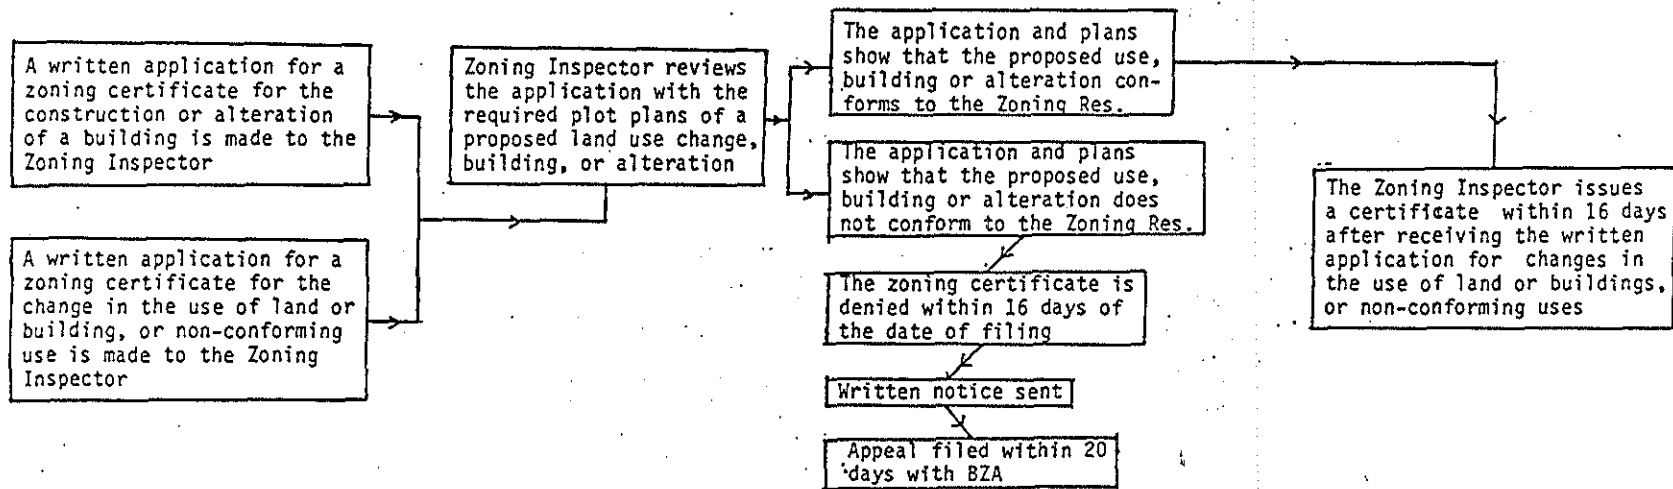 A written application for a
zoning certificate for the
construction or alteration
of a building is made to the
Zoning Inspector
A written application for a
zoning certificate for the
change in the use of land or
building, or non-conforming
use is made to the Zoning
Inspector
Zoning Inspector reviews
the application with the
required plot plans of a
proposed land use change,
building, or alteration
The application and plans
show that the proposed use,
building or alteration con-
forms to the Zoning Res.
The application and plans
show that the proposed use,
building or alteration does
not conform to the Zoning Res.
The zoning certificate is
denied within 16 days of
the date of filing
Written notice sent
Appeal filed within 20
days with BZA
The Zoning Inspector issues
a certificate within 16 days
after receiving the written
application for changes in
the use of land or buildings,
or non-conforming uses